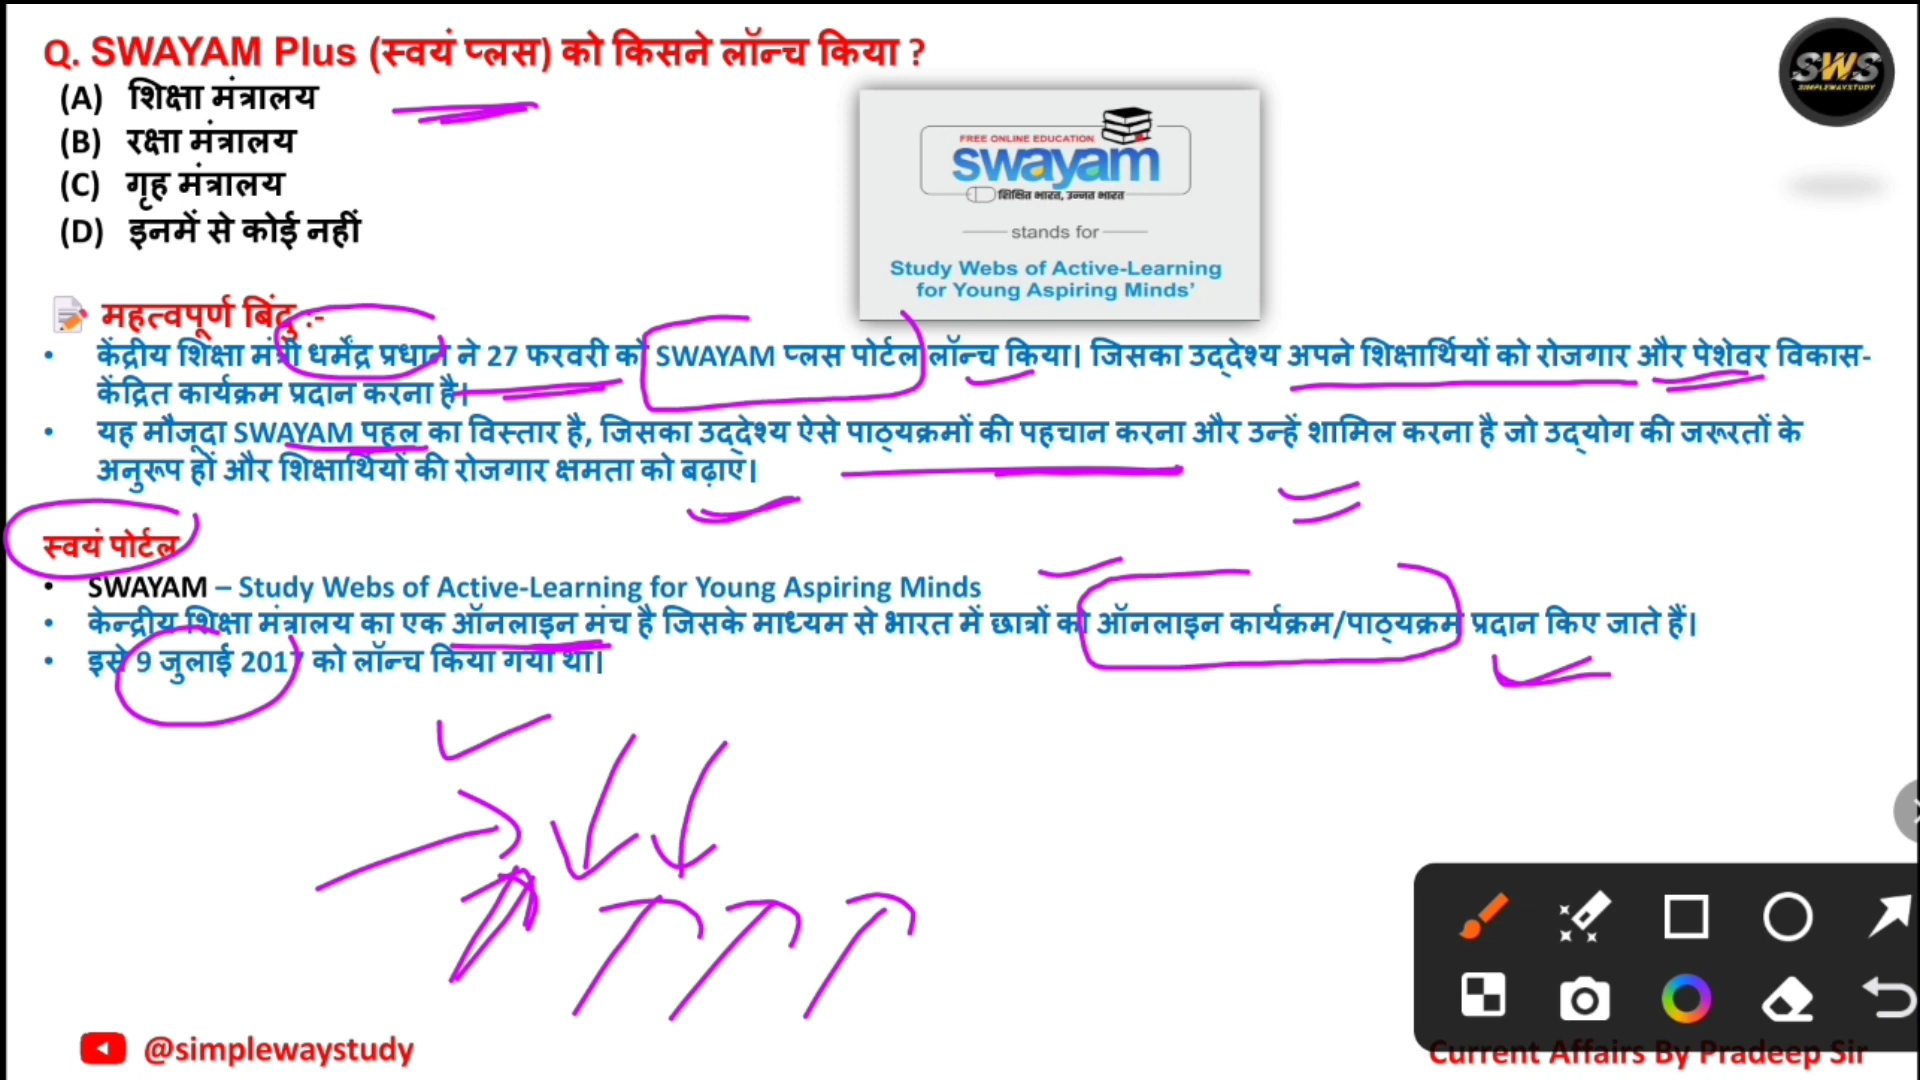 Q. SWAYAM Plus (स्वयं प्लस) को किसने लॉन्च किया ?
(A) शिक्षा मंत्रालय
(B) रक्षा मंत्रालय
(C) गृह मंत्रालय
(D) इनमें से कोई नहीं
SWS
SIMPLEWAYSTUDY
FREE ONLINE EDUCATION
swayam
शिक्षित भारत, उन्नत भारत
stands for
Study Webs of Active-Learning
for Young Aspiring Minds’
महत्वपूर्ण बिंदु :-
• केंद्रीय शिक्षा मंत्री धर्मेंद्र प्रधान ने 27 फरवरी को SWAYAM प्लस पोर्टल लॉन्च किया। जिसका उद्देश्य अपने शिक्षार्थियों को रोजगार और पेशेवर विकास-
केंद्रित कार्यक्रम प्रदान करना है।
• यह मौजूदा SWAYAM पहल का विस्तार है, जिसका उद्देश्य ऐसे पाठ्यक्रमों की पहचान करना और उन्हें शामिल करना है जो उद्योग की जरूरतों के
अनुरूप हों और शिक्षार्थियों की रोजगार क्षमता को बढ़ाएं।
स्वयं पोर्टल
• SWAYAM – Study Webs of Active-Learning for Young Aspiring Minds
• केन्द्रीय शिक्षा मंत्रालय का एक ऑनलाइन मंच है जिसके माध्यम से भारत में छात्रों को ऑनलाइन कार्यक्रम/पाठ्यक्रम प्रदान किए जाते हैं।
• इसे 9 जुलाई 2017 को लॉन्च किया गया था।
@simplewaystudy
Current Affairs By Pradeep Sir